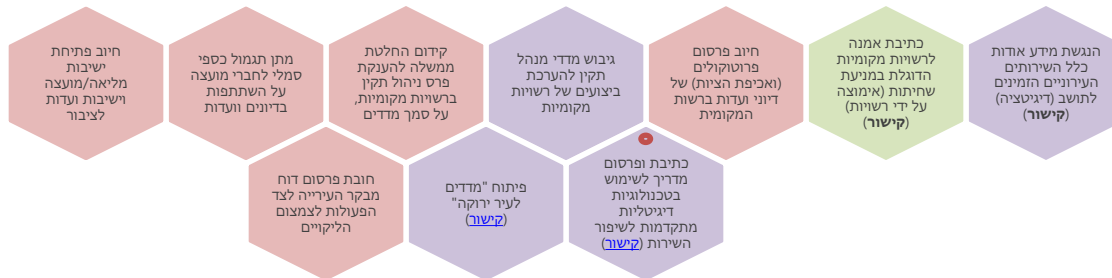 הנגשת מידע אודות
כלל השירותים
העירוניים הזמינים
לתושב (דיגיטציה)
(קישור)
כתיבת אמנה
לרשויות מקומיות
הדוגלת במניעת
שחיתות (אימוצה
על ידי רשויות)
(קישור)
חיוב פרסום
פרוטוקולים
(ואכיפת הציות) של
דיוני ועדות ברשות
המקומית
גיבוש מדדי מנהל
תקין להערכת
ביצועים של רשויות
מקומיות
קידום החלטת
ממשלה להענקת
פרס ניהול תקין
ברשויות מקומיות,
על סמך מדדים
מתן תגמול כספי
סמלי לחברי מועצה
על השתתפות
בדיונים וועדות
חיוב פתיחת
ישיבות
מליאה/מועצה
וישיבות ועדות
לציבור
כתיבת ופרסום
מדריך לשימוש
בטכנולוגיות
דיגיטליות
מתקדמות לשיפור
השירות (קישור)
פיתוח "מדדים
לעיר ירוקה"
(קישור)
חובת פרסום דוח
מבקר העירייה לצד
הפעולות לצמצום
הליקויים